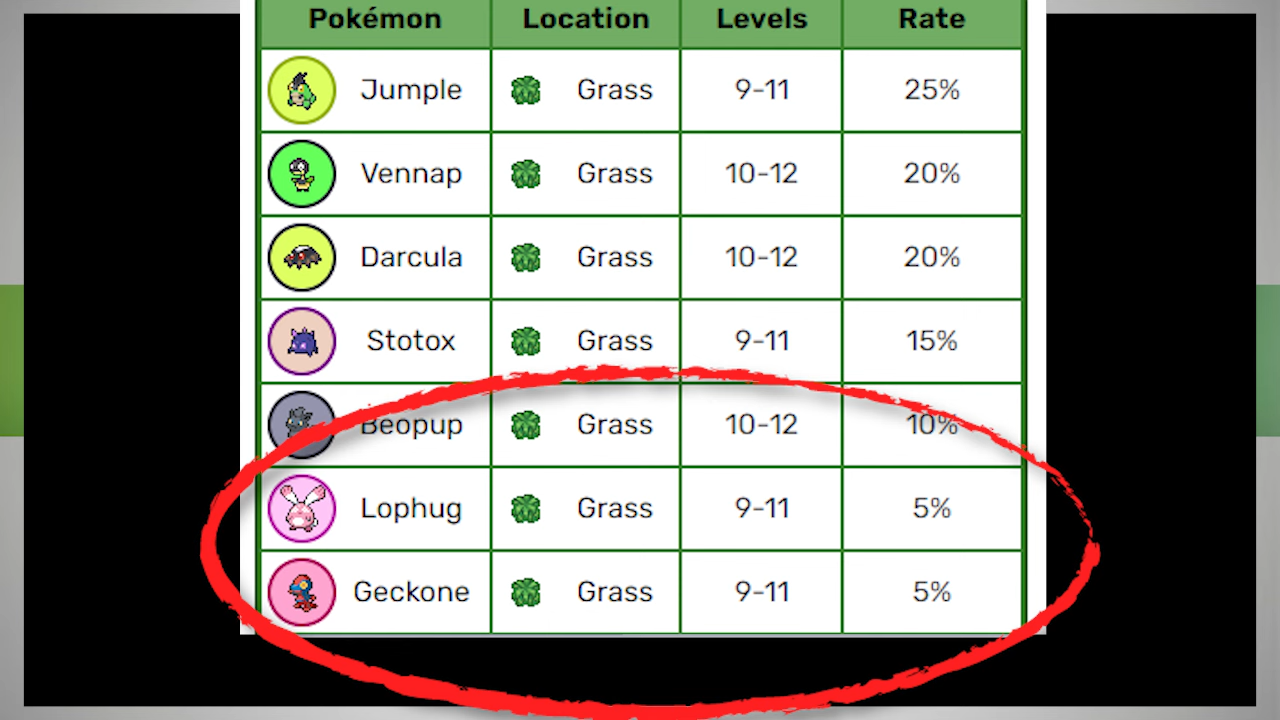 Pokémon Location Levels Rate
Jumple Grass 9-11 25%
Vennap Grass 10-12 20%
Darcula Grass 10-12 20%
Stotox Grass 9-11 15%
Beopup Grass 10-12 10%
Lophug Grass 9-11 5%
Geckone Grass 9-11 5%